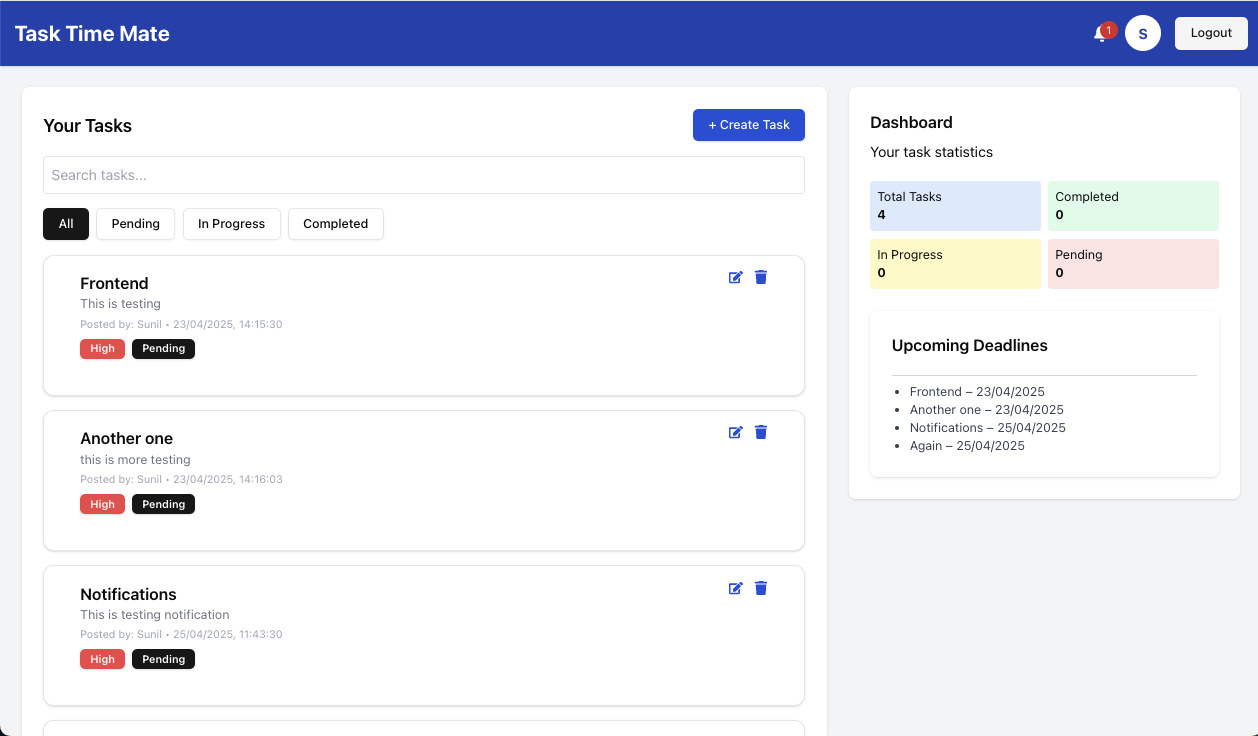 Task Time Mate
1
S
Logout
Your Tasks
+ Create Task
Search tasks...
All
Pending
In Progress
Completed
Frontend
This is testing
Posted by: Sunil • 23/04/2025, 14:15:30
High
Pending
Another one
this is more testing
Posted by: Sunil • 23/04/2025, 14:16:03
High
Pending
Notifications
This is testing notification
Posted by: Sunil • 25/04/2025, 11:43:30
High
Pending
Dashboard
Your task statistics
Total Tasks
4
Completed
0
In Progress
0
Pending
0
Upcoming Deadlines
• Frontend – 23/04/2025
• Another one – 23/04/2025
• Notifications – 25/04/2025
• Again – 25/04/2025